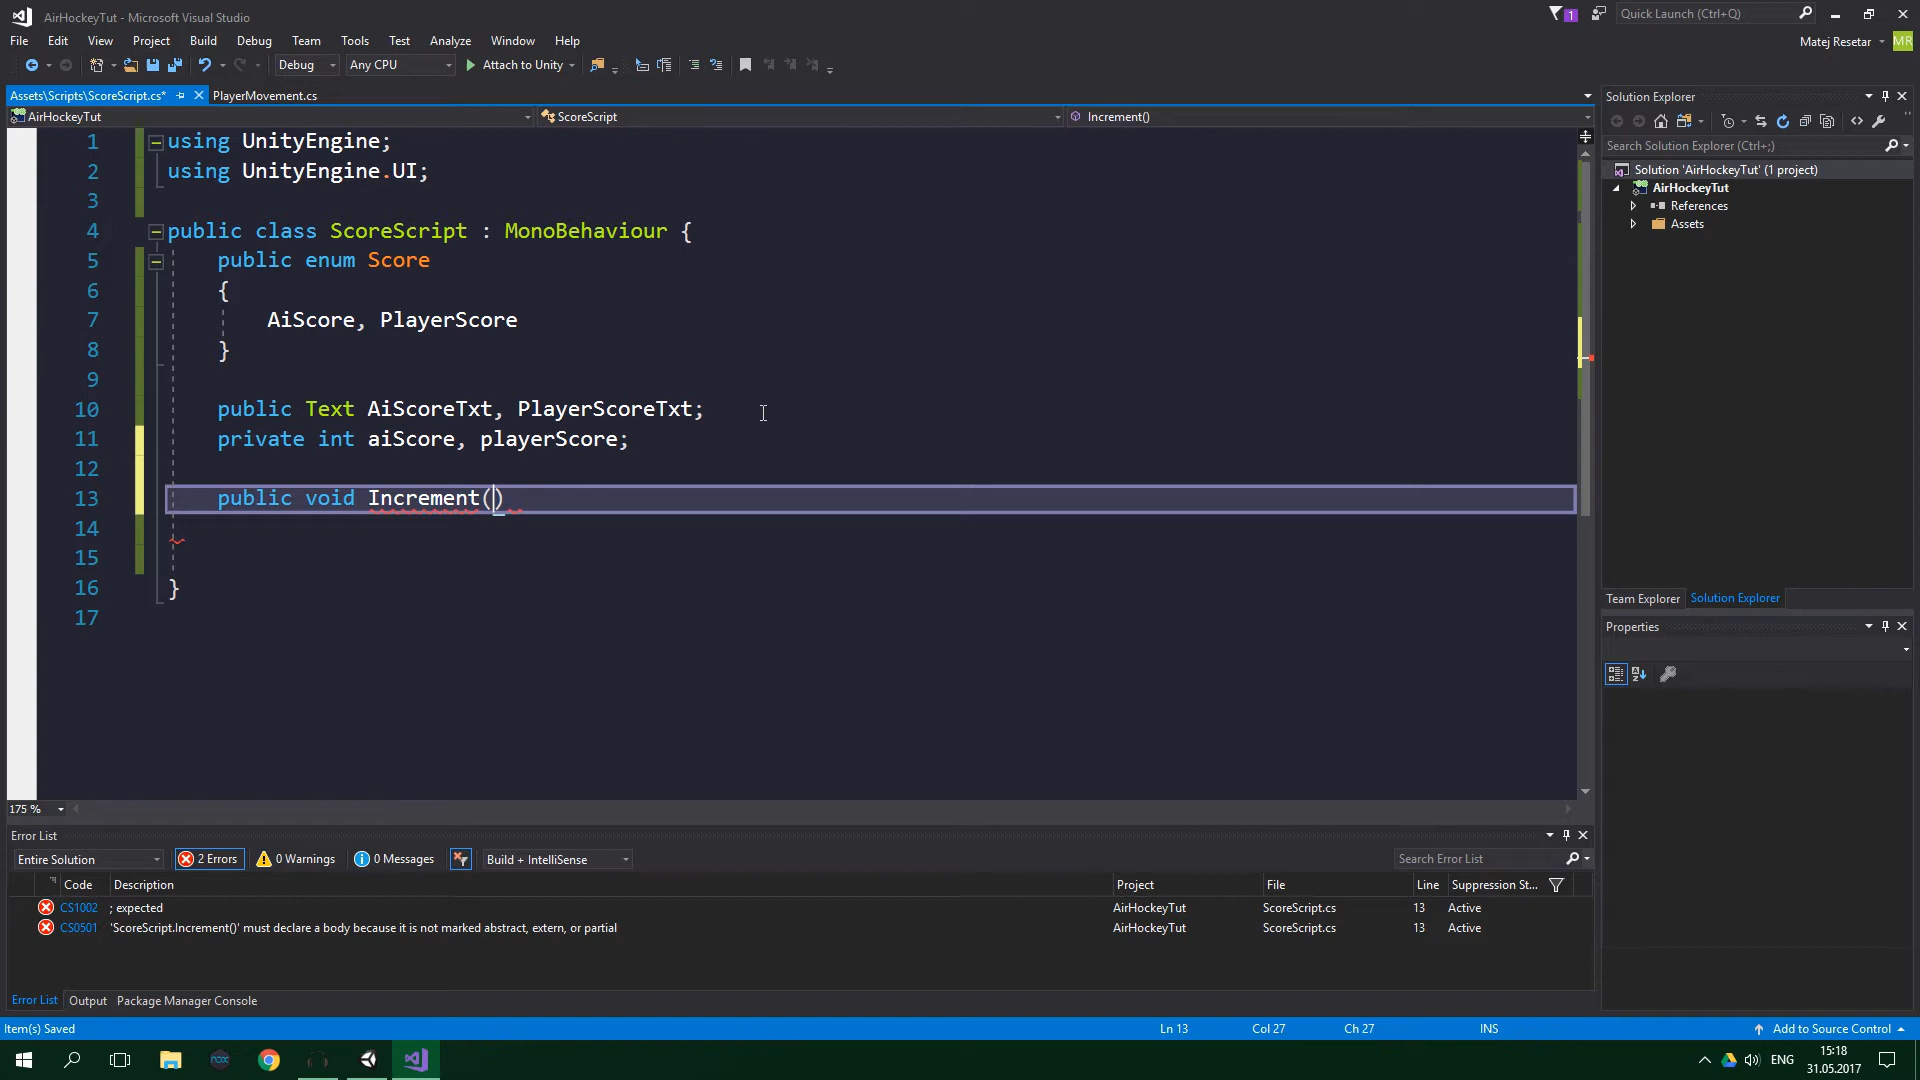 AirHockeyTut - Microsoft Visual Studio
1
Quick Launch (Ctrl+Q)
File Edit View Project Build Debug Team Tools Test Analyze Window Help
Matej Resetar MR
Debug Any CPU Attach to Unity
Assets\Scripts\ScoreScript.cs* PlayerMovement.cs
AirHockeyTut ScoreScript Increment()
1 using UnityEngine;
2 using UnityEngine.UI;
3
4 public class ScoreScript : MonoBehaviour {
5 public enum Score
6 {
7 AiScore, PlayerScore
8 }
9
10 public Text AiScoreTxt, PlayerScoreTxt;
11 private int aiScore, playerScore;
12
13 public void Increment()
14
15
16 }
17
175 %
Solution Explorer
Search Solution Explorer (Ctrl+;)
Solution 'AirHockeyTut' (1 project)
AirHockeyTut
References
Assets
Team Explorer Solution Explorer
Properties
Error List
Entire Solution 2 Errors 0 Warnings 0 Messages Build + IntelliSense Search Error List
Code Description Project File Line Suppression St...
CS1002 ; expected AirHockeyTut ScoreScript.cs 13 Active
CS0501 'ScoreScript.Increment()' must declare a body because it is not marked abstract, extern, or partial AirHockeyTut ScoreScript.cs 13 Active
Error List Output Package Manager Console
Item(s) Saved Ln 13 Col 27 Ch 27 INS Add to Source Control
nox
ENG
15:18
31.05.2017